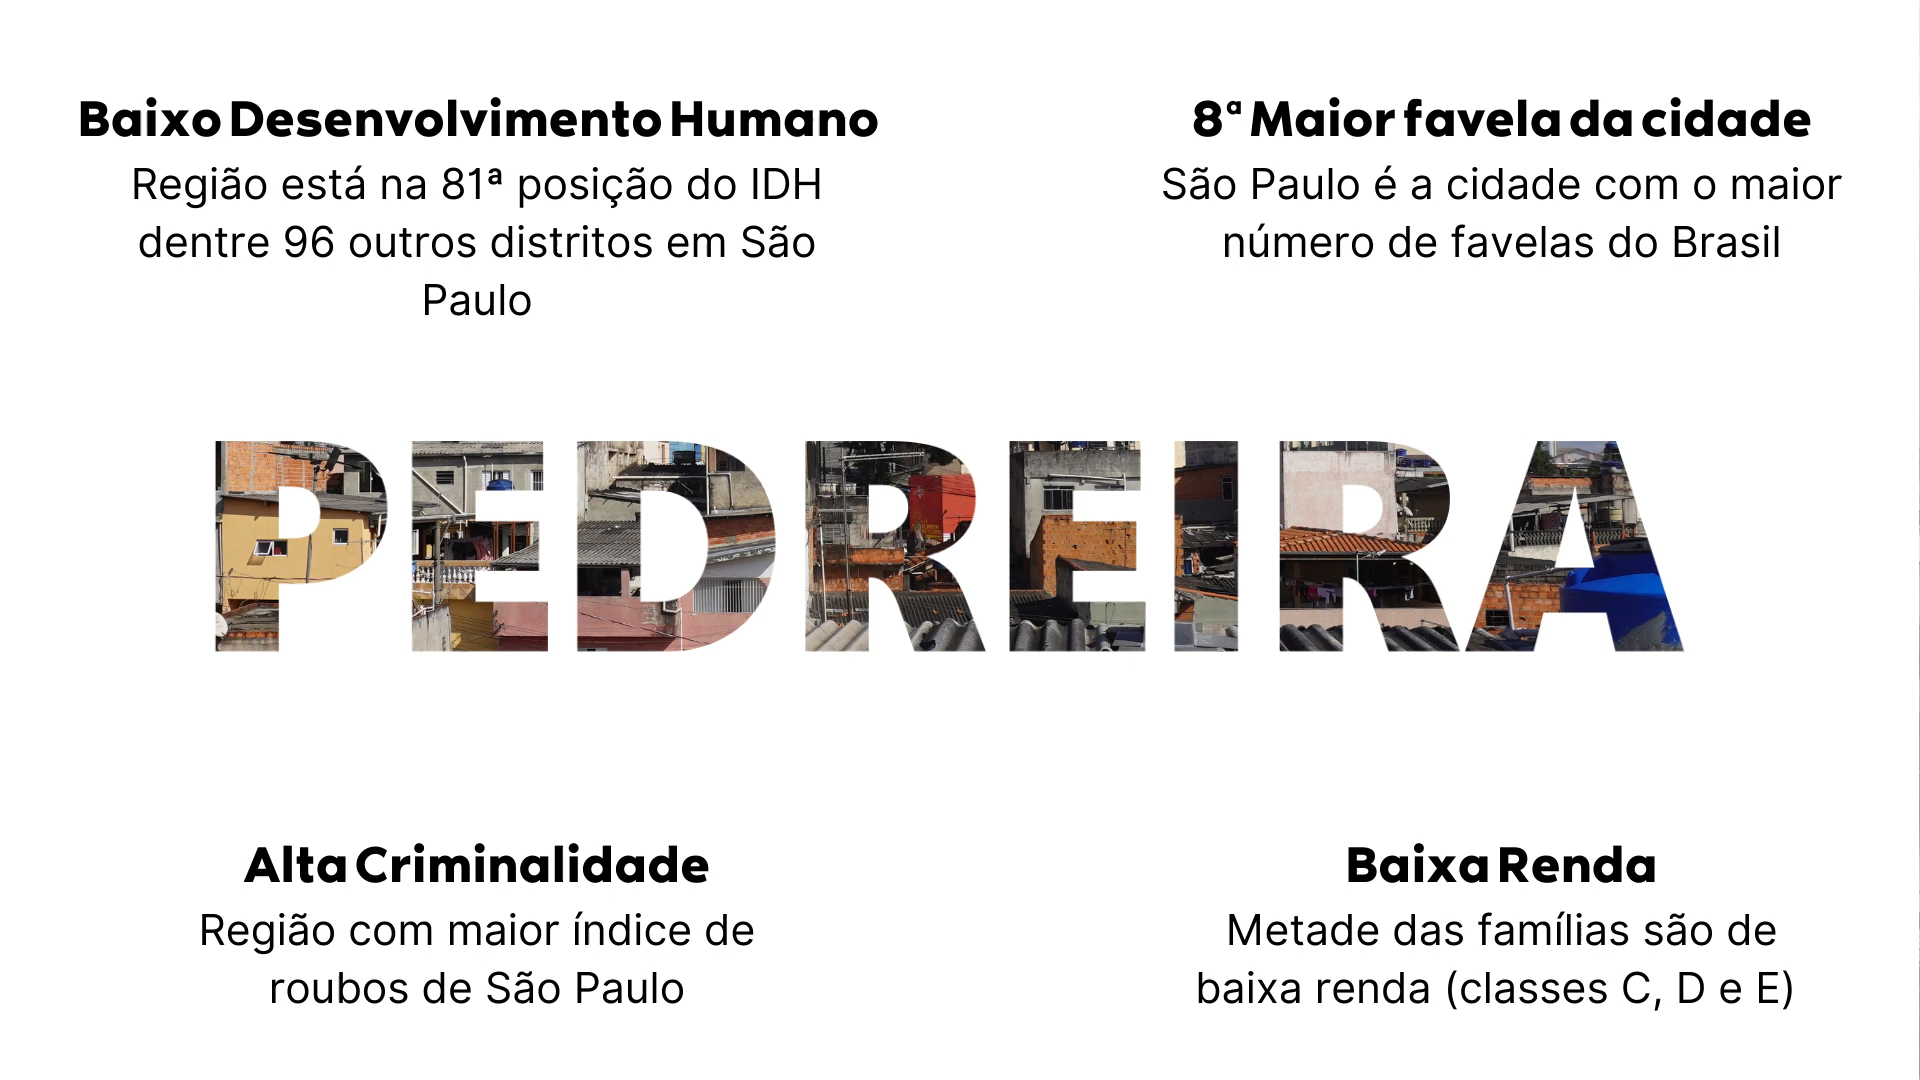 Baixo Desenvolvimento Humano
Região está na 81ª posição do IDH
dentre 96 outros distritos em São
Paulo
8ª Maior favela da cidade
São Paulo é a cidade com o maior
número de favelas do Brasil
PEDREIRA
Alta Criminalidade
Região com maior índice de
roubos de São Paulo
Baixa Renda
Metade das famílias são de
baixa renda (classes C, D e E)